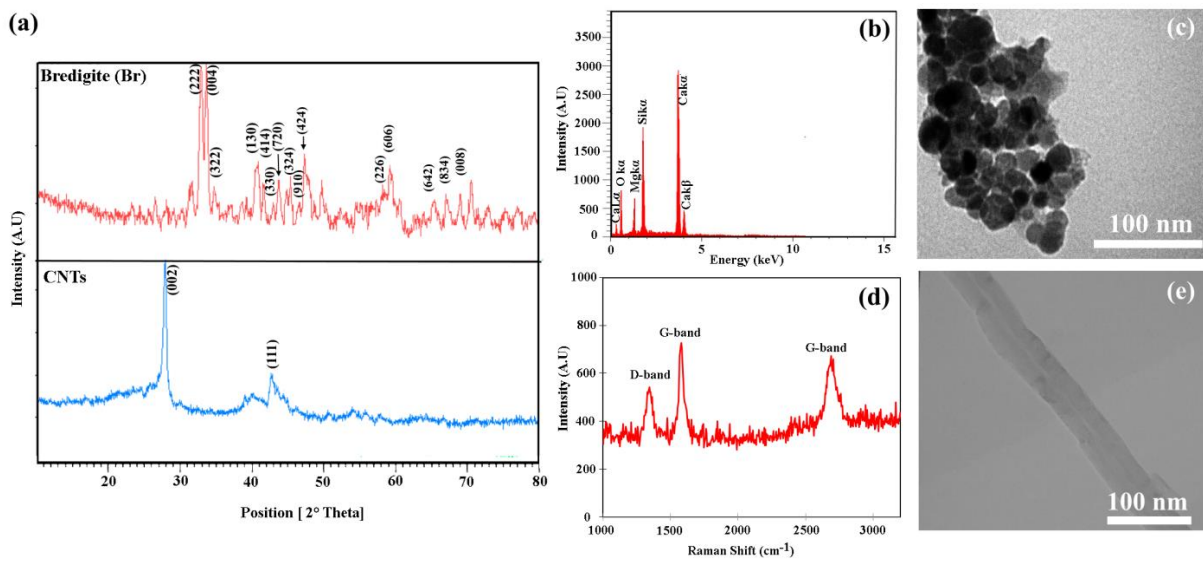 (a)
Bredigite (Br)
(222)
(004)
(322)
(130)
(414)
(330)
(720)
(324)
(910)
(424)
(226)
(606)
(642)
(834)
(008)
CNTs
(002)
(111)
Intensity (A.U)
20 30 40 50 60 70 80
Position [ 2° Theta]
(b)
3500
3000
2500
2000
1500
1000
500
0
Intensity (A.U)
CaLα
O kα
Mgkα
Sikα
Cakα
Cakβ
0 5 10 15
Energy (keV)
(c)
100 nm
(d)
1000
800
600
400
200
0
Intensity (A.U)
D-band
G-band
G-band
1000 1500 2000 2500 3000
Raman Shift (cm-1)
(e)
100 nm